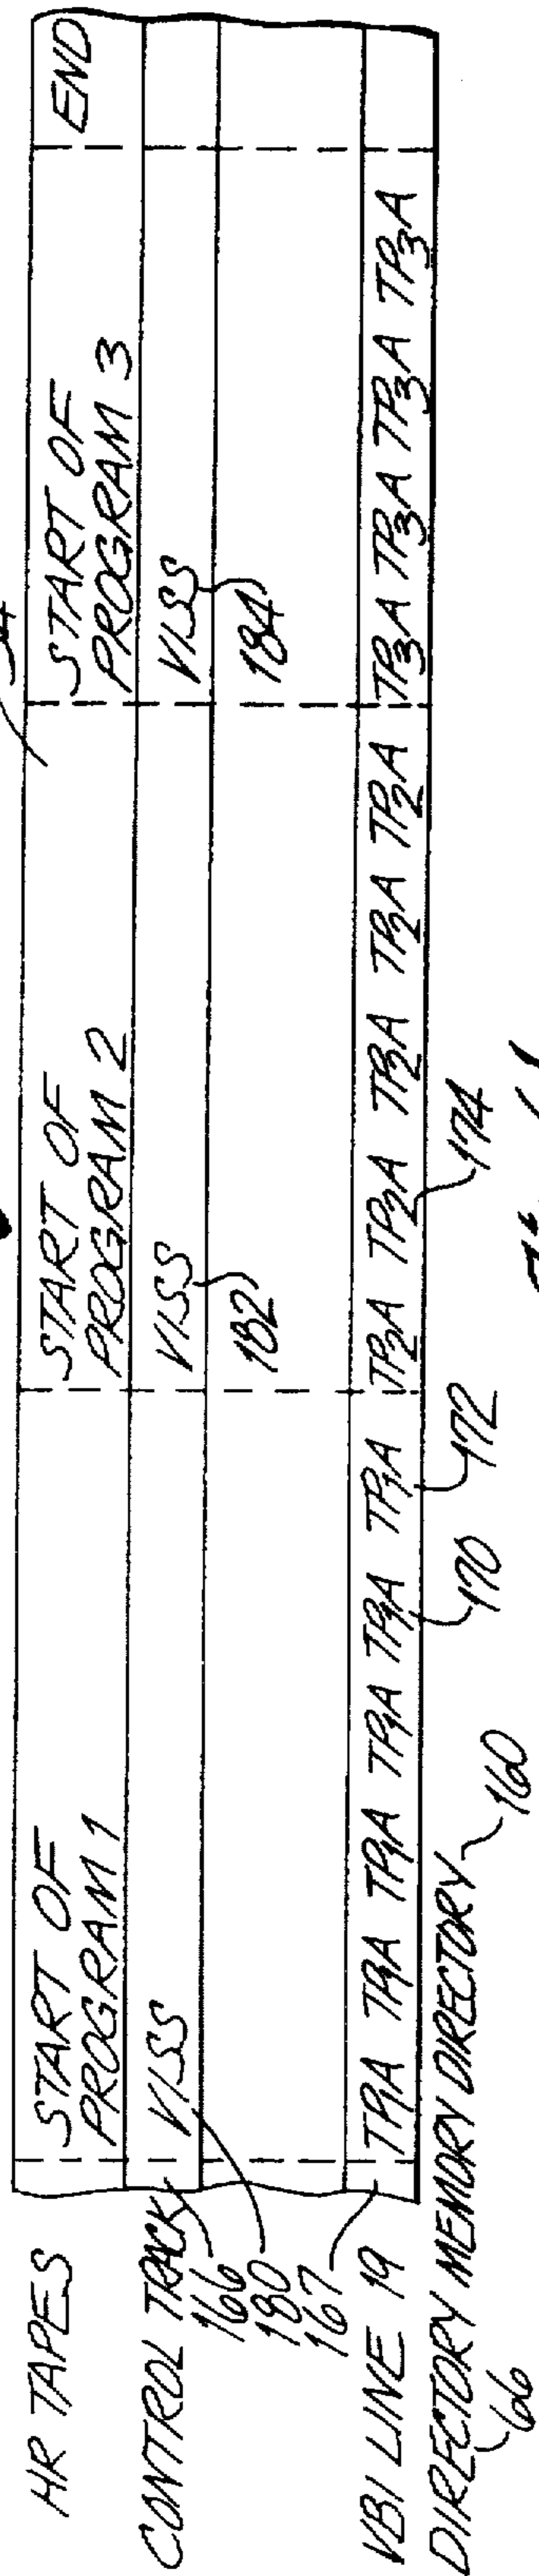 HR TAPES
START OF
PROGRAM 1
START OF
PROGRAM 2
START OF
PROGRAM 3
END
CONTROL TRACK
VISS
VISS
VISS
166
180
167
182
184
VBI LINE 19
TP1A TP1A TP1A TP1A TP1A TP1A
TP2A TP2A TP2A TP2A TP2A
TP3A TP3A TP3A TP3A
170
172
174
DIRECTORY MEMORY DIRECTORY
66
160